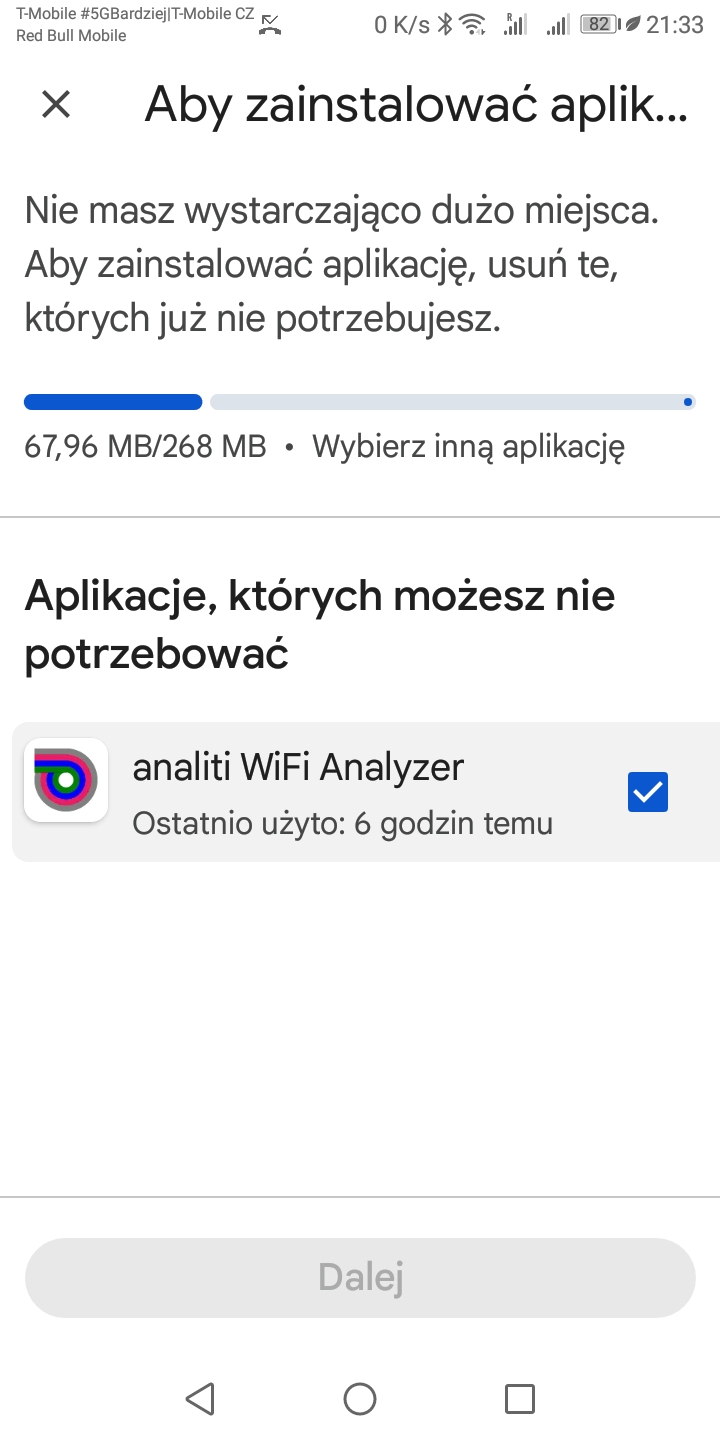 T-Mobile #5GBardziej|T-Mobile CZ
Red Bull Mobile
0 K/s
R
82
21:33
Aby zainstalować aplik...
Nie masz wystarczająco dużo miejsca.
Aby zainstalować aplikację, usuń te,
których już nie potrzebujesz.
67,96 MB/268 MB • Wybierz inną aplikację
Aplikacje, których możesz nie
potrzebować
analiti WiFi Analyzer
Ostatnio użyto: 6 godzin temu
Dalej